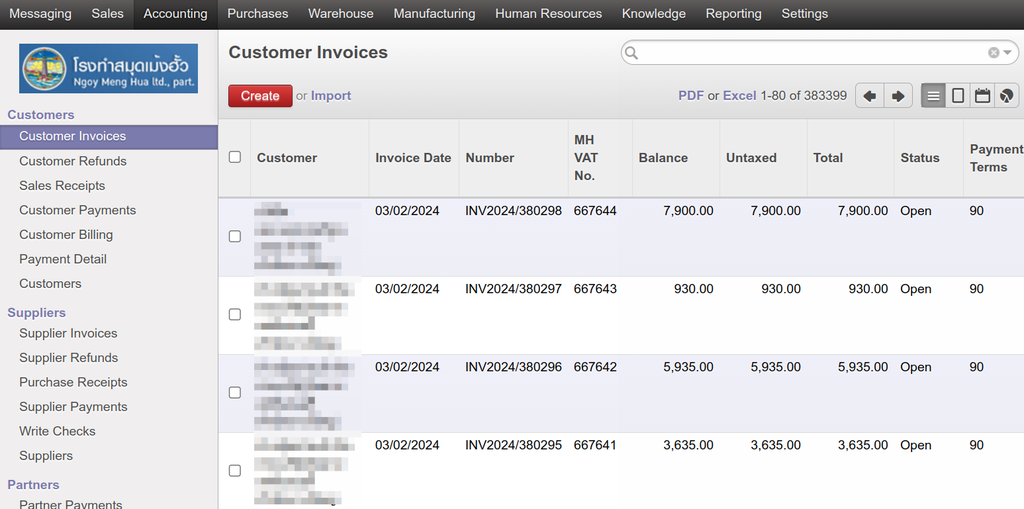 Messaging Sales Accounting Purchases Warehouse Manufacturing Human Resources Knowledge Reporting Settings
โรงทำสมุดเม้งฮั้ว
Ngoy Meng Hua ltd., part.
Customers
Customer Invoices
Customer Refunds
Sales Receipts
Customer Payments
Customer Billing
Payment Detail
Customers
Suppliers
Supplier Invoices
Supplier Refunds
Purchase Receipts
Supplier Payments
Write Checks
Suppliers
Partners
Partner Payments
Customer Invoices
Create or Import
PDF or Excel 1-80 of 383399
Customer Invoice Date Number MH VAT No. Balance Untaxed Total Status Payment Terms
03/02/2024 INV2024/380298 667644 7,900.00 7,900.00 7,900.00 Open 90
03/02/2024 INV2024/380297 667643 930.00 930.00 930.00 Open 90
03/02/2024 INV2024/380296 667642 5,935.00 5,935.00 5,935.00 Open 90
03/02/2024 INV2024/380295 667641 3,635.00 3,635.00 3,635.00 Open 90